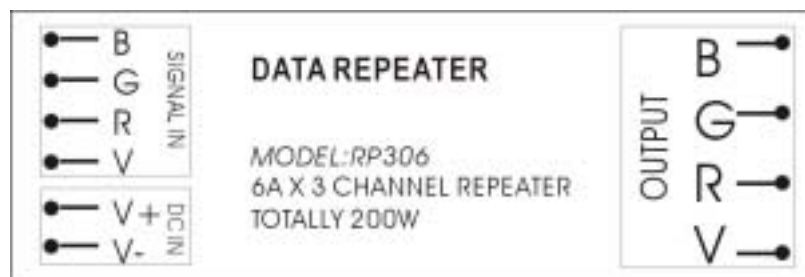 B
G
R
V
SIGNAL IN
V+
V-
DC IN
DATA REPEATER
MODEL:RP306
6A X 3 CHANNEL REPEATER
TOTALLY 200W
OUTPUT
B
G
R
V